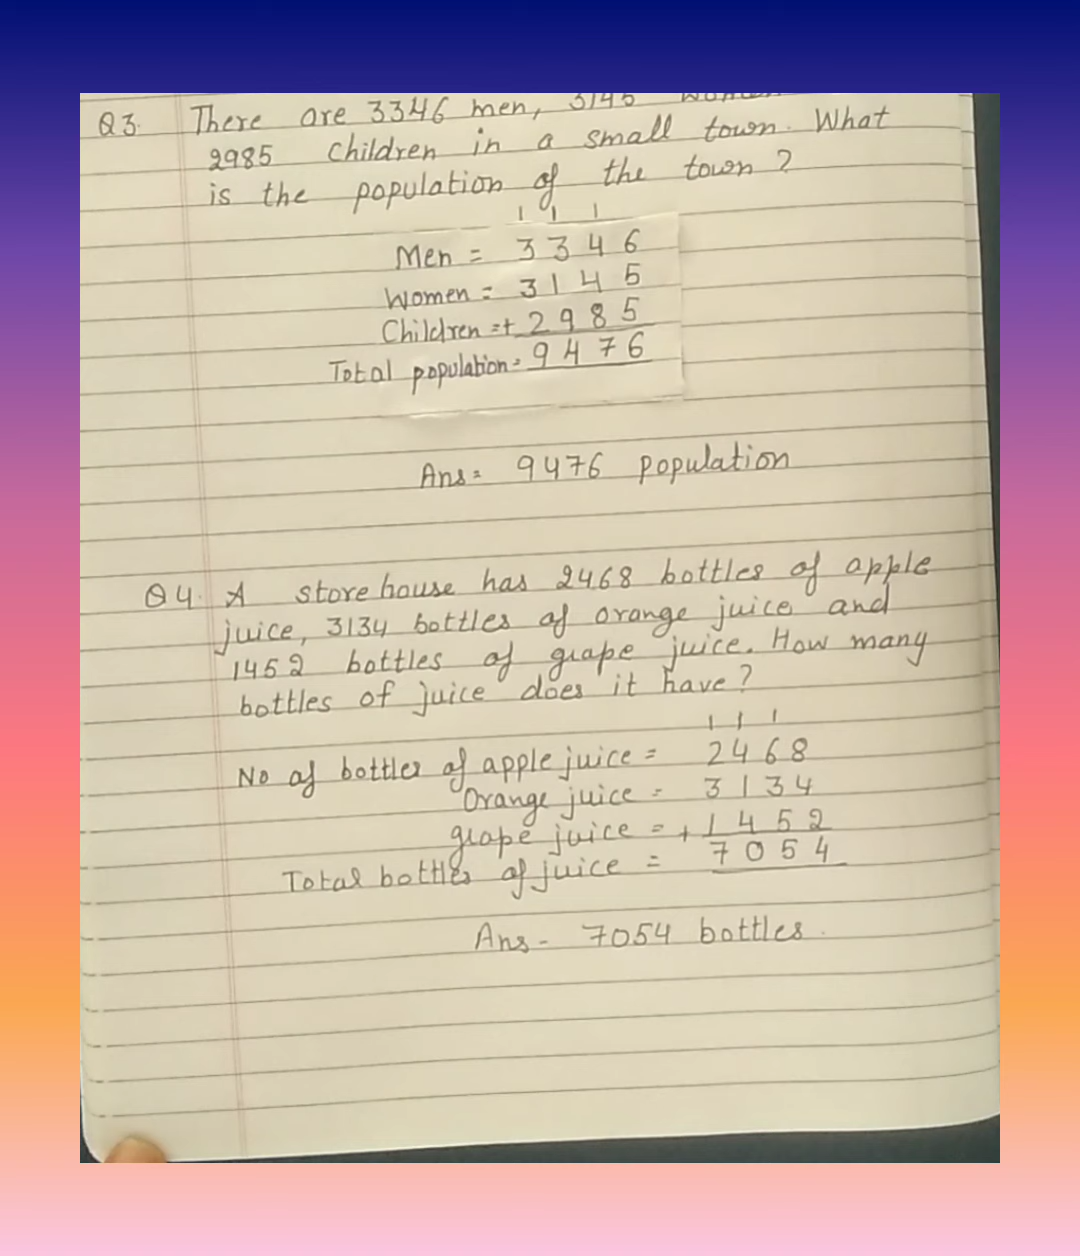 Q3. There are 3346 men, 3145 women
2985 children in a small town. What
is the population of the town?
1 1 1
Men = 3 3 4 6
Women = 3 1 4 5
Children =+ 2 9 8 5
Total population = 9 4 7 6
Ans = 9476 population
Q4. A store house has 2468 bottles of apple
juice, 3134 bottles of orange juice and
1452 bottles of grape juice. How many
bottles of juice does it have?
1 1 1
No of bottles of apple juice = 2 4 6 8
Orange juice = 3 1 3 4
grape juice = + 1 4 5 2
Total bottles of juice = 7 0 5 4
Ans - 7054 bottles.